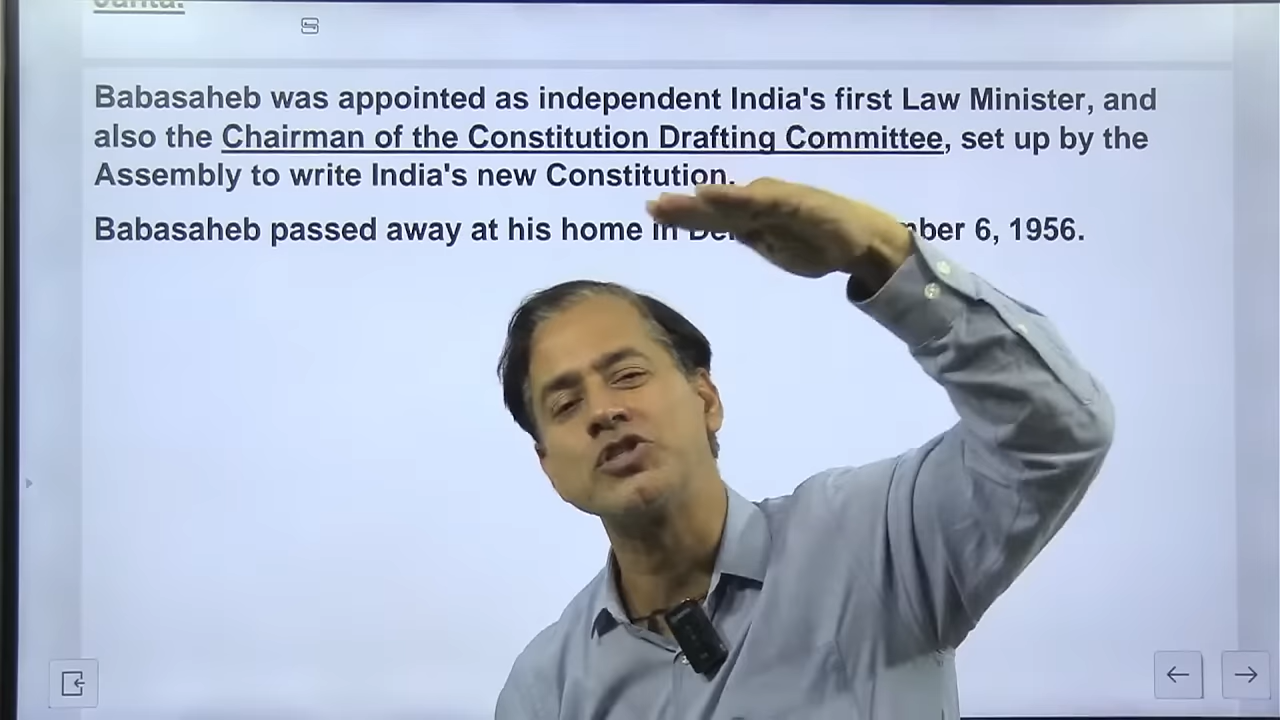 Babasaheb was appointed as independent India's first Law Minister, and
also the Chairman of the Constitution Drafting Committee, set up by the
Assembly to write India's new Constitution.
Babasaheb passed away at his home in 6, 1956.